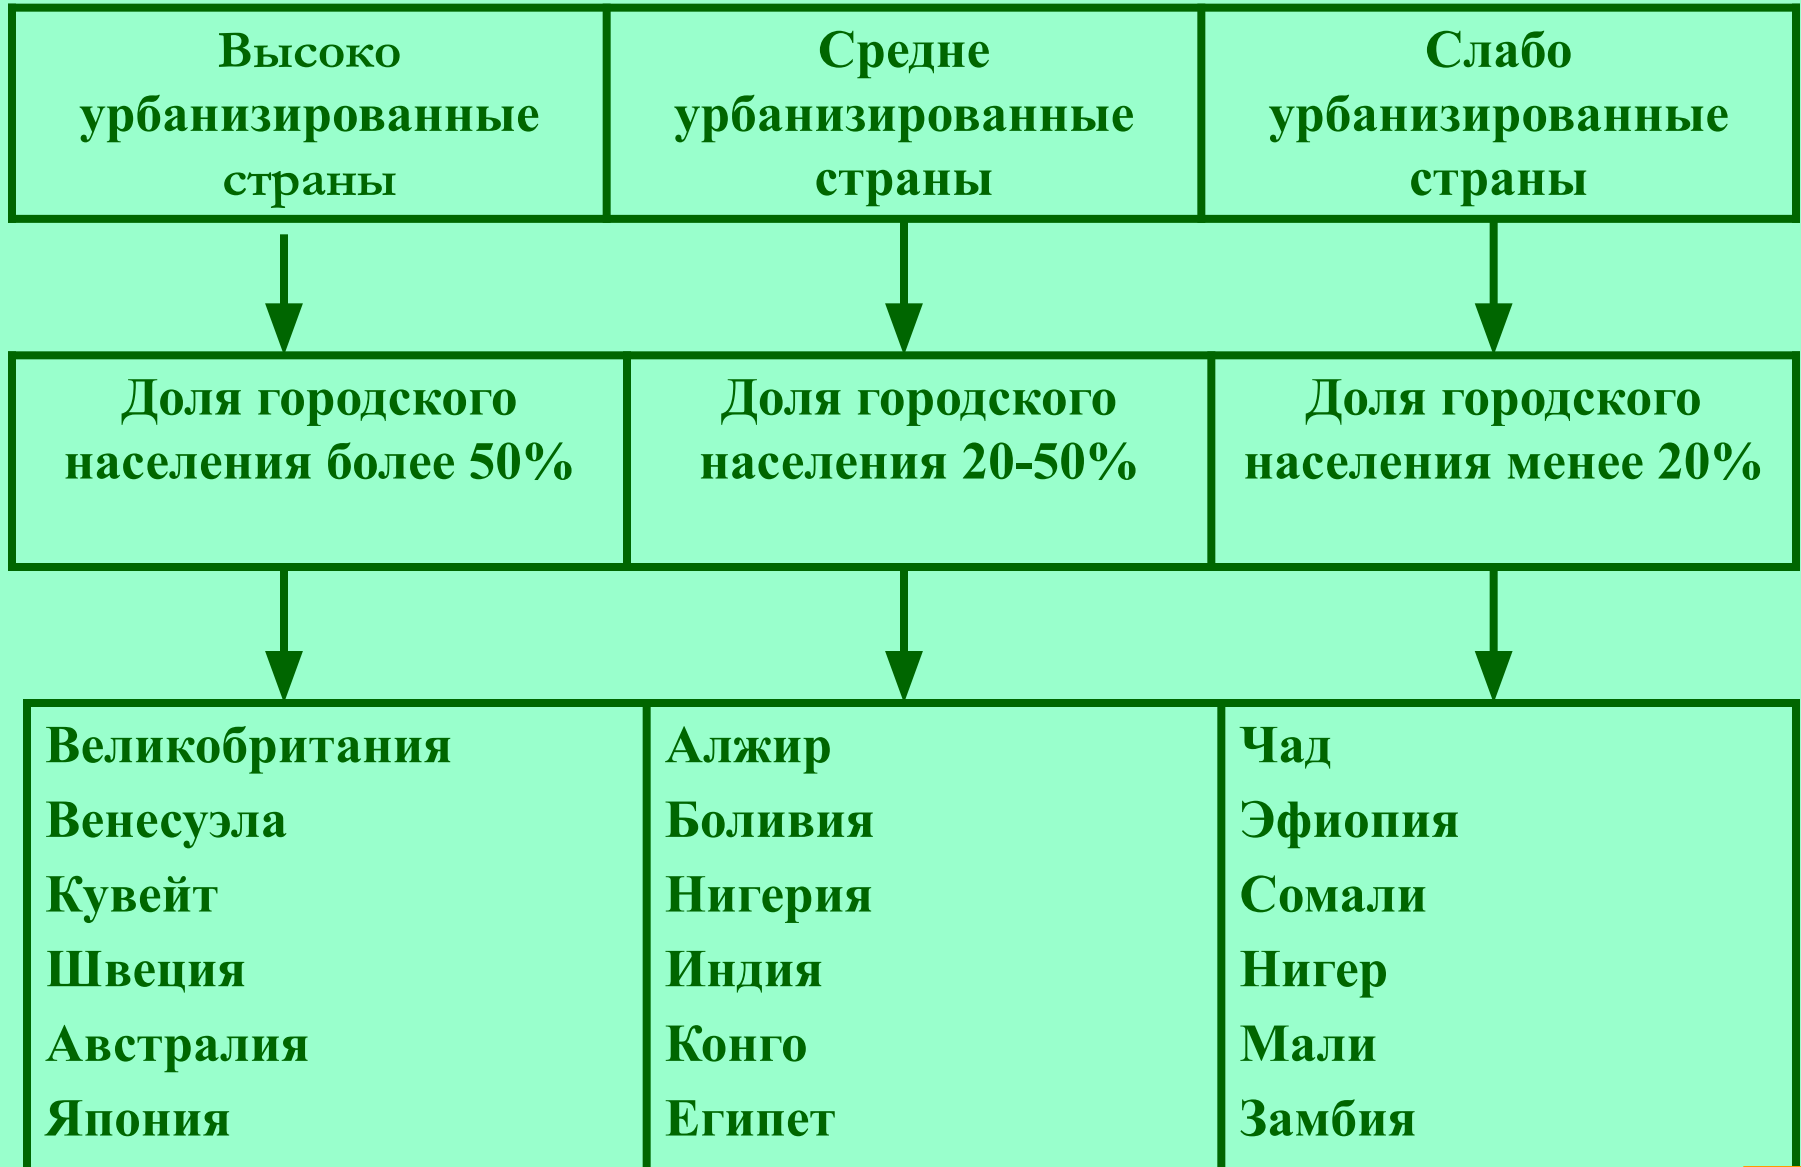 Высоко
урбанизированные
страны
Средне
урбанизированные
страны
Слабо
урбанизированные
страны
Доля городского
населения более 50%
Доля городского
населения 20-50%
Доля городского
населения менее 20%
Великобритания
Венесуэла
Кувейт
Швеция
Австралия
Япония
Алжир
Боливия
Нигерия
Индия
Конго
Египет
Чад
Эфиопия
Сомали
Нигер
Мали
Замбия